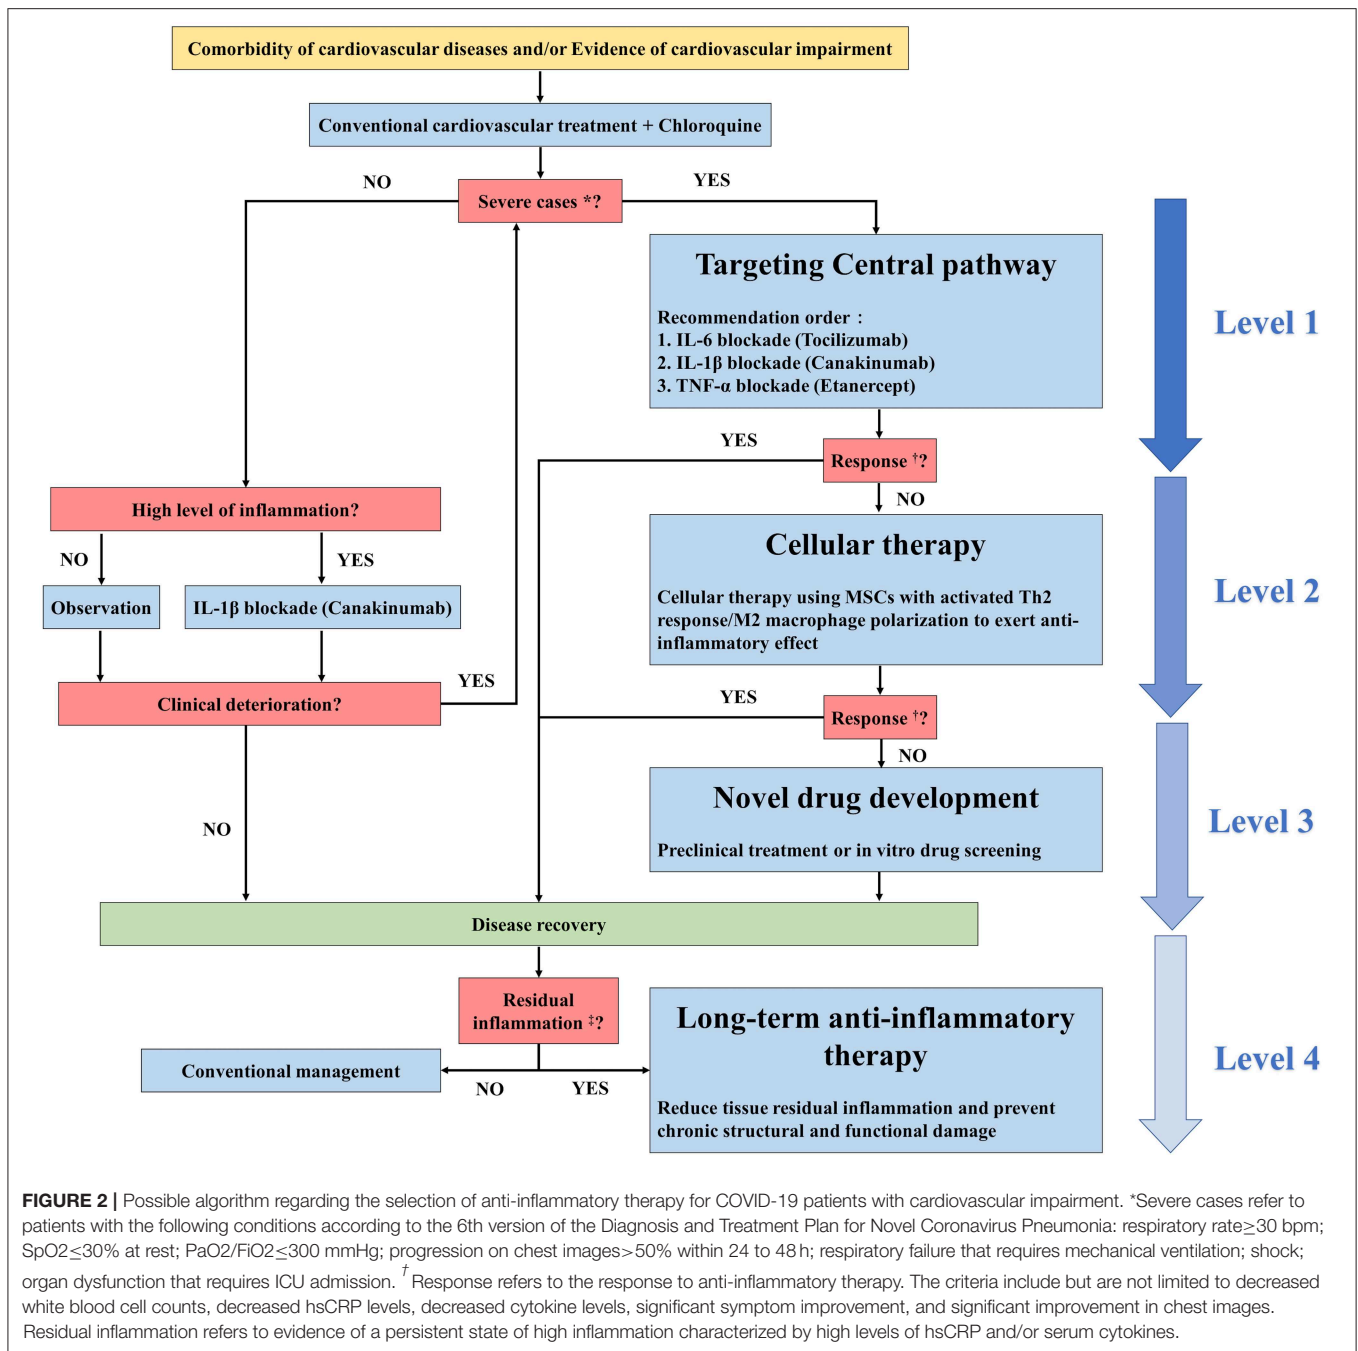 Comorbidity of cardiovascular diseases and/or Evidence of cardiovascular impairment
Conventional cardiovascular treatment + Chloroquine
NO
YES
Severe cases *?
Targeting Central pathway
Recommendation order :
1. IL-6 blockade (Tocilizumab)
2. IL-1β blockade (Canakinumab)
3. TNF-α blockade (Etanercept)
Level 1
YES
Response †?
NO
High level of inflammation?
NO
YES
Observation
IL-1β blockade (Canakinumab)
Cellular therapy
Cellular therapy using MSCs with activated Th2
response/M2 macrophage polarization to exert anti-
inflammatory effect
Level 2
Clinical deterioration?
YES
YES
Response †?
NO
NO
Novel drug development
Preclinical treatment or in vitro drug screening
Level 3
Disease recovery
Residual
inflammation ‡?
Conventional management
NO
YES
Long-term anti-inflammatory
therapy
Reduce tissue residual inflammation and prevent
chronic structural and functional damage
Level 4
FIGURE 2 | Possible algorithm regarding the selection of anti-inflammatory therapy for COVID-19 patients with cardiovascular impairment. *Severe cases refer to
patients with the following conditions according to the 6th version of the Diagnosis and Treatment Plan for Novel Coronavirus Pneumonia: respiratory rate≥30 bpm;
SpO2≤30% at rest; PaO2/FiO2≤300 mmHg; progression on chest images>50% within 24 to 48 h; respiratory failure that requires mechanical ventilation; shock;
organ dysfunction that requires ICU admission. † Response refers to the response to anti-inflammatory therapy. The criteria include but are not limited to decreased
white blood cell counts, decreased hsCRP levels, decreased cytokine levels, significant symptom improvement, and significant improvement in chest images.
Residual inflammation refers to evidence of a persistent state of high inflammation characterized by high levels of hsCRP and/or serum cytokines.